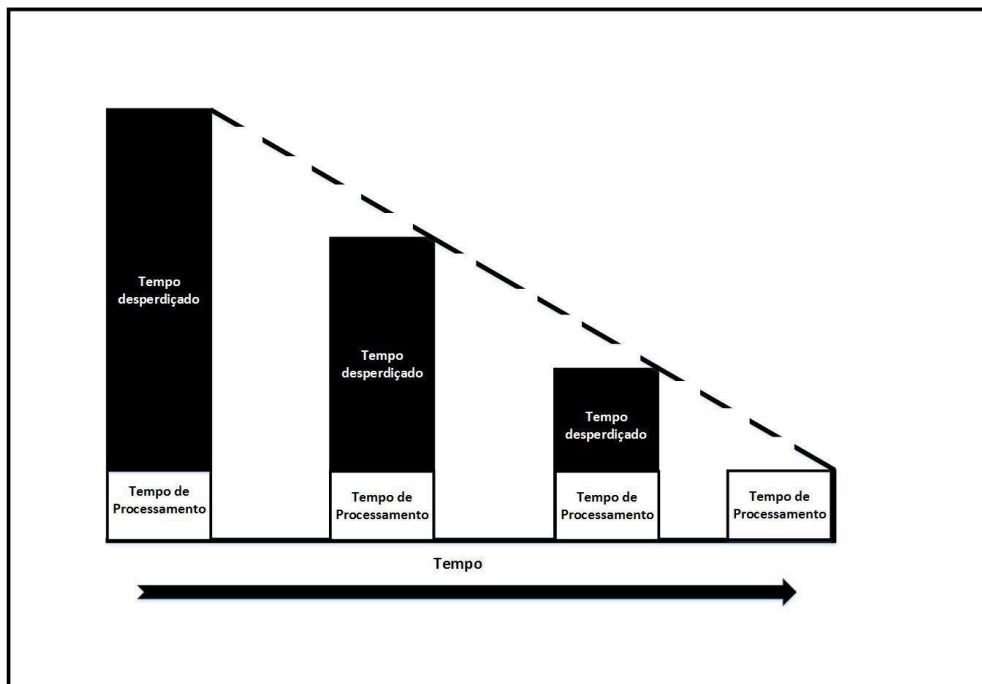 Tempo
desperdiçado
Tempo de
Processamento
Tempo
desperdiçado
Tempo de
Processamento
Tempo
desperdiçado
Tempo de
Processamento
Tempo de
Processamento
Tempo